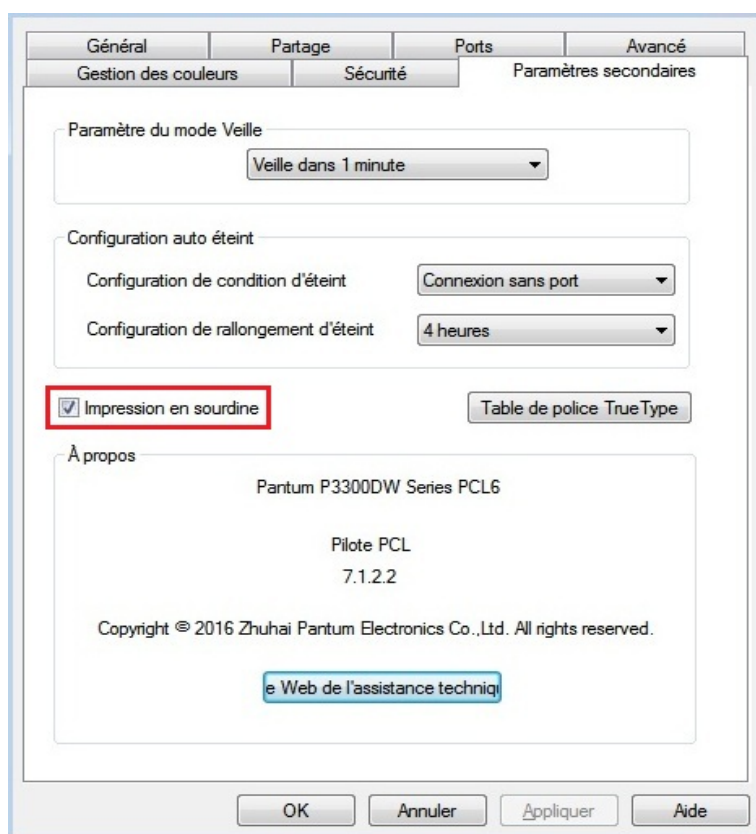 Général Partage Ports Avancé
Gestion des couleurs Sécurité Paramètres secondaires
Paramètre du mode Veille
Veille dans 1 minute
Configuration auto éteint
Configuration de condition d'éteint Connexion sans port
Configuration de rallongement d'éteint 4 heures
Impression en sourdine Table de police TrueType
À propos
Pantum P3300DW Series PCL6
Pilote PCL
7.1.2.2
Copyright © 2016 Zhuhai Pantum Electronics Co.,Ltd. All rights reserved.
e Web de l'assistance techniqu
OK Annuler Appliquer Aide